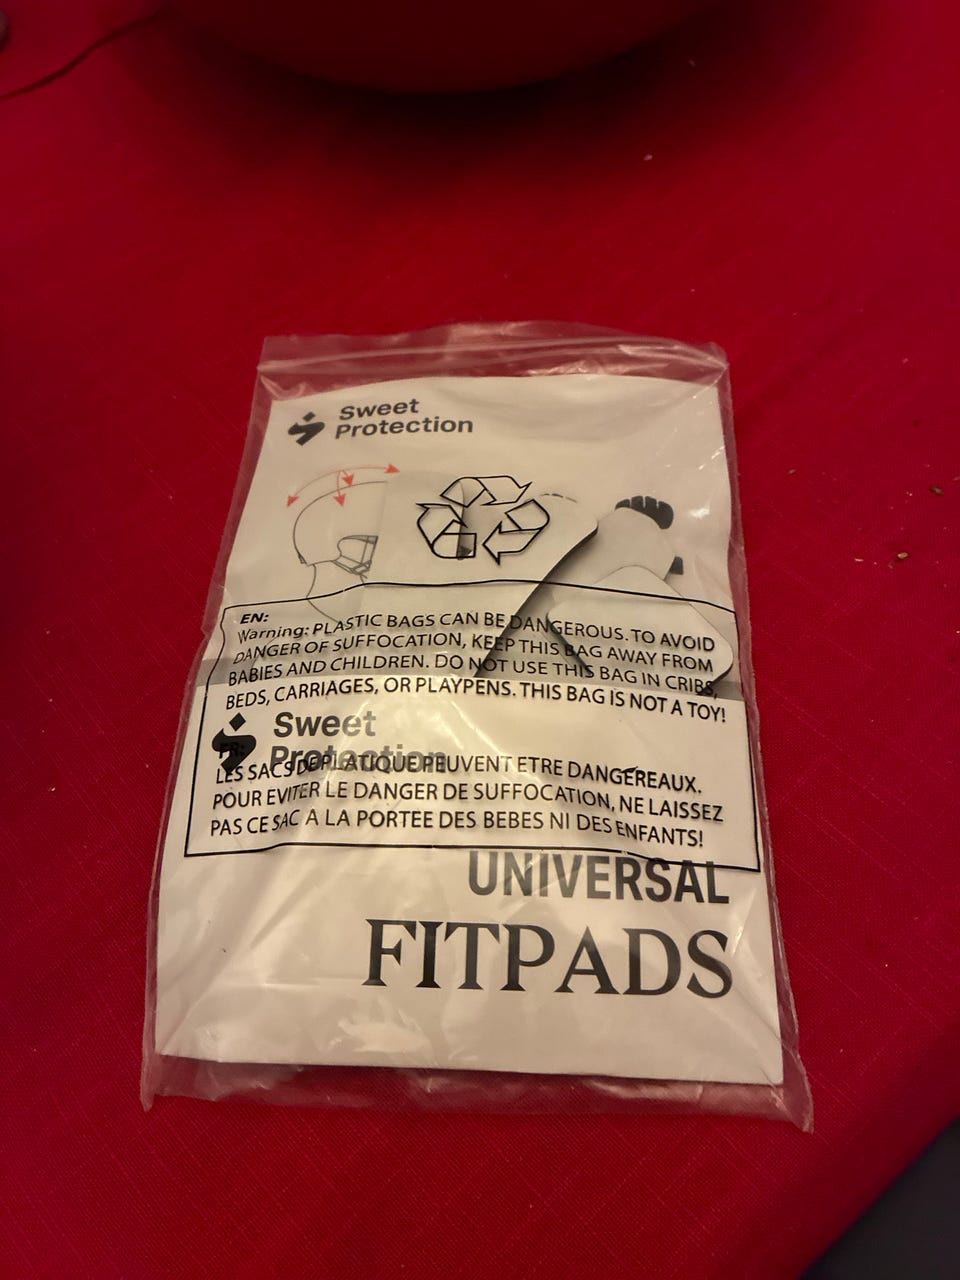 Sweet
Protection
EN:
Warning: PLASTIC BAGS CAN BE DANGEROUS. TO AVOID
DANGER OF SUFFOCATION, KEEP THIS BAG AWAY FROM
BABIES AND CHILDREN. DO NOT USE THIS BAG IN CRIBS,
BEDS, CARRIAGES, OR PLAYPENS. THIS BAG IS NOT A TOY!
Sweet
Protection
FR:
LES SACS DE PLATIQUE PEUVENT ETRE DANGEREAUX.
POUR EVITER LE DANGER DE SUFFOCATION, NE LAISSEZ
PAS CE SAC A LA PORTEE DES BEBES NI DES ENFANTS!
UNIVERSAL
FITPADS